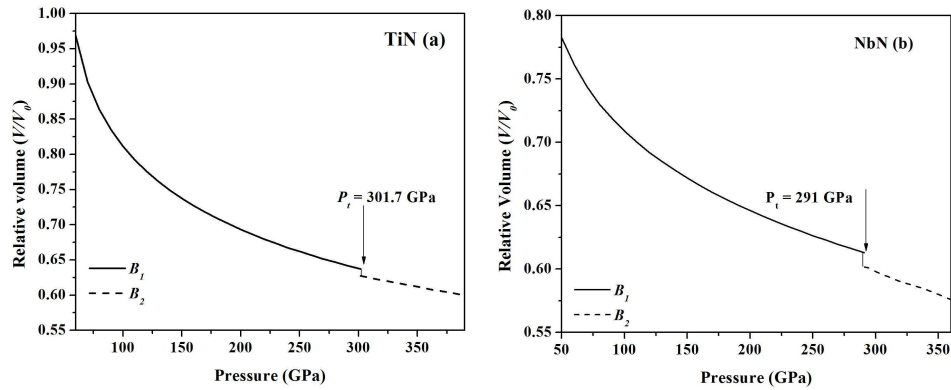 TiN (a)
1.00
0.95
0.90
0.85
0.80
0.75
0.70
0.65
0.60
0.55
Relative volume (V/V₀)
P_t = 301.7 GPa
B₁
B₂
100 150 200 250 300 350
Pressure (GPa)
NbN (b)
0.80
0.75
0.70
0.65
0.60
0.55
Relative Volume (V/V₀)
P_t = 291 GPa
B₁
B₂
50 100 150 200 250 300 350
Pressure (GPa)